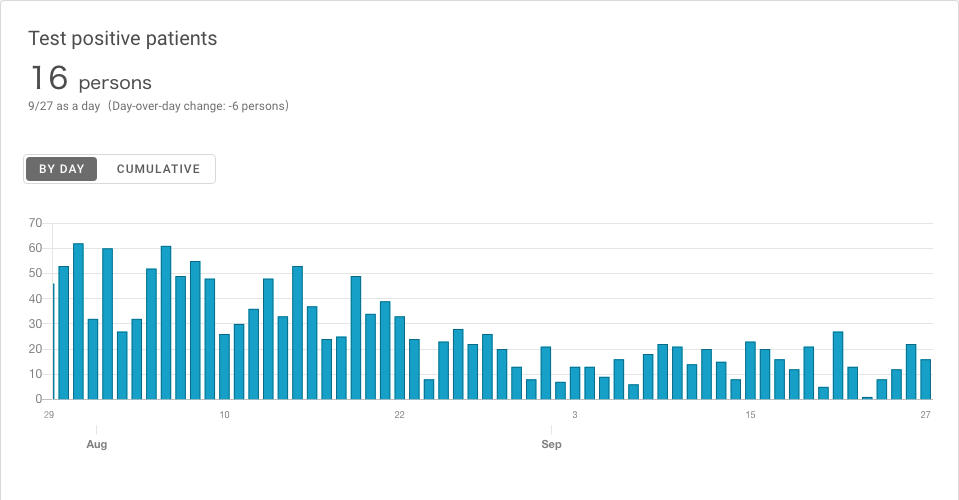 Test positive patients
16 persons
9/27 as a day（Day-over-day change: -6 persons）
BY DAY CUMULATIVE
70
60
50
40
30
20
10
0
29 10 22 3 15 27
Aug Sep